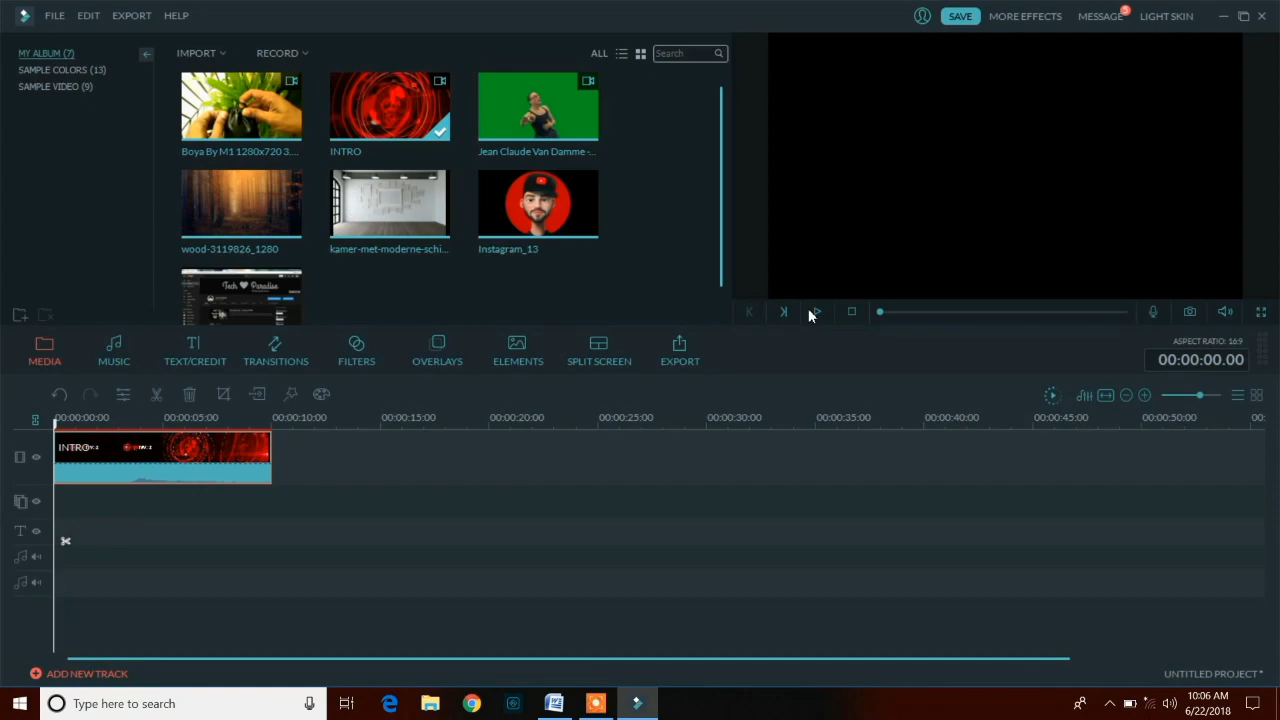 FILE EDIT EXPORT HELP
SAVE MORE EFFECTS MESSAGE 5 LIGHT SKIN
MY ALBUM (7)
SAMPLE COLORS (13)
SAMPLE VIDEO (9)
IMPORT RECORD ALL Search
Boya By M1 1280x720 3.... INTRO Jean Claude Van Damme -...
wood-3119826_1280 kamer-met-moderne-schi... Instagram_13
Tech Paradise
MEDIA MUSIC TEXT/CREDIT TRANSITIONS FILTERS OVERLAYS ELEMENTS SPLIT SCREEN EXPORT
ASPECT RATIO: 16:9
00:00:00.00
00:00:00:00 00:00:05:00 00:00:10:00 00:00:15:00 00:00:20:00 00:00:25:00 00:00:30:00 00:00:35:00 00:00:40:00 00:00:45:00 00:00:50:00
INTRO
ADD NEW TRACK
UNTITLED PROJECT *
Type here to search
10:06 AM
6/22/2018